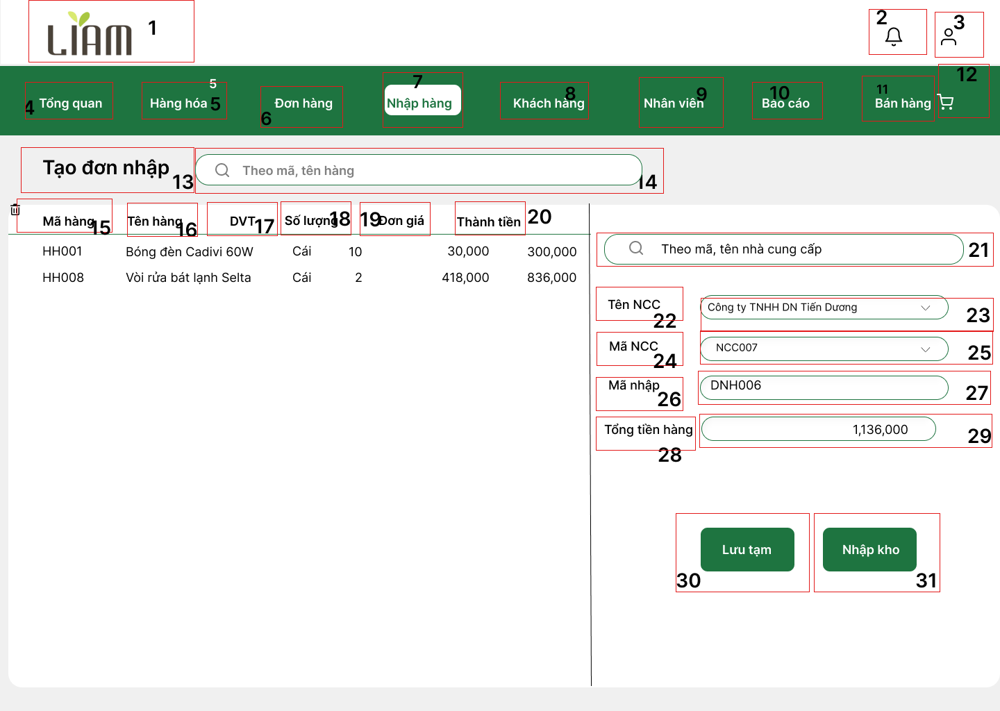 LIAM 1
2
3
4 Tổng quan
Hàng hóa 5 5
6 Đơn hàng
7 Nhập hàng
Khách hàng 8
Nhân viên 9
Báo cáo 10
11 Bán hàng
12
Tạo đơn nhập 13
Theo mã, tên hàng 14
Mã hàng 15 Tên hàng 16 DVT 17 Số lượng 18 19 Đơn giá Thành tiền 20
HH001 Bóng đèn Cadivi 60W Cái 10 30,000 300,000
HH008 Vòi rửa bát lạnh Selta Cái 2 418,000 836,000
Theo mã, tên nhà cung cấp 21
Tên NCC 22 Công ty TNHH DN Tiến Dương 23
Mã NCC 24 NCC007 25
Mã nhập 26 DNH006 27
Tổng tiền hàng 28 1,136,000 29
Lưu tạm 30
Nhập kho 31